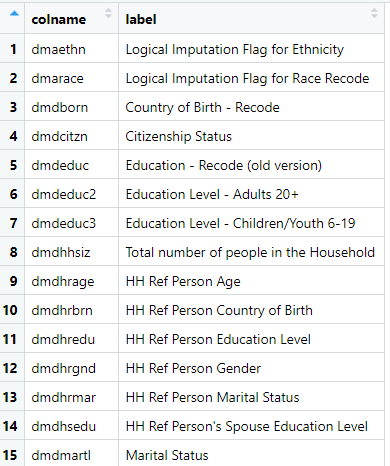 colname label
1 dmaethn Logical Imputation Flag for Ethnicity
2 dmarace Logical Imputation Flag for Race Recode
3 dmdborn Country of Birth - Recode
4 dmdcitzn Citizenship Status
5 dmdeduc Education - Recode (old version)
6 dmdeduc2 Education Level - Adults 20+
7 dmdeduc3 Education Level - Children/Youth 6-19
8 dmdhhsiz Total number of people in the Household
9 dmdhrage HH Ref Person Age
10 dmdhrbrn HH Ref Person Country of Birth
11 dmdhredu HH Ref Person Education Level
12 dmdhrgnd HH Ref Person Gender
13 dmdhrmar HH Ref Person Marital Status
14 dmdhsedu HH Ref Person's Spouse Education Level
15 dmdmartl Marital Status